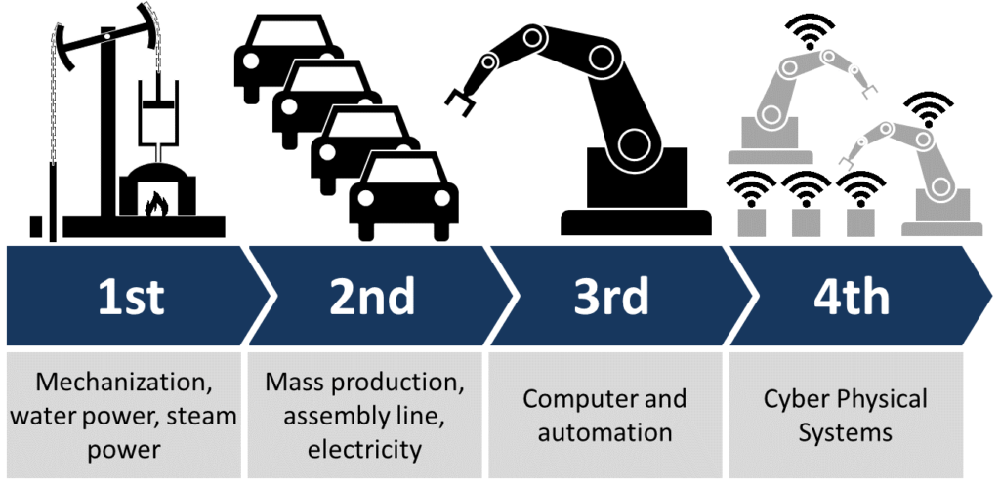 1st
2nd
3rd
4th
Mechanization,
water power, steam
power
Mass production,
assembly line,
electricity
Computer and
automation
Cyber Physical
Systems